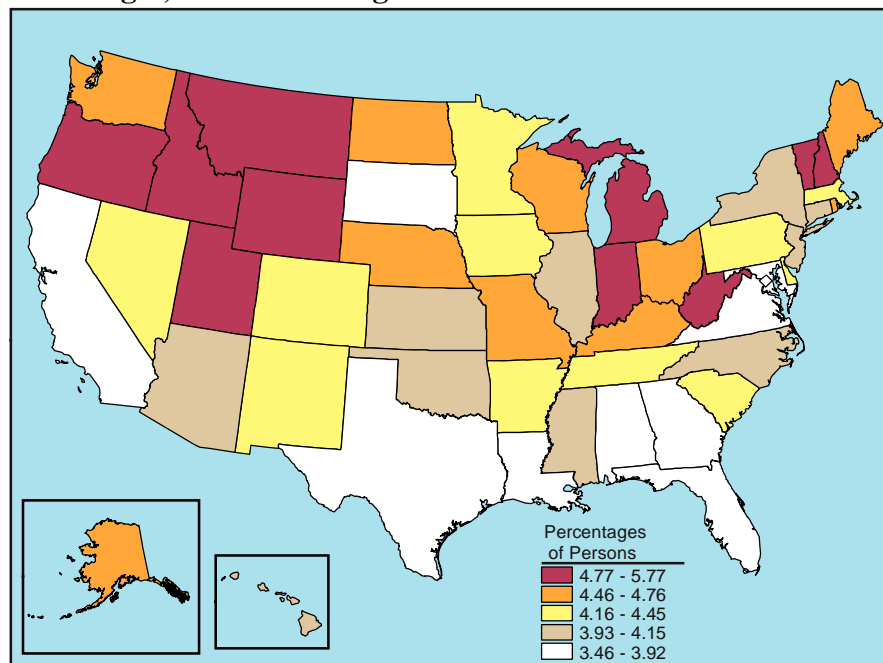 Percentages
of Persons
4.77 - 5.77
4.46 - 4.76
4.16 - 4.45
3.93 - 4.15
3.46 - 3.92